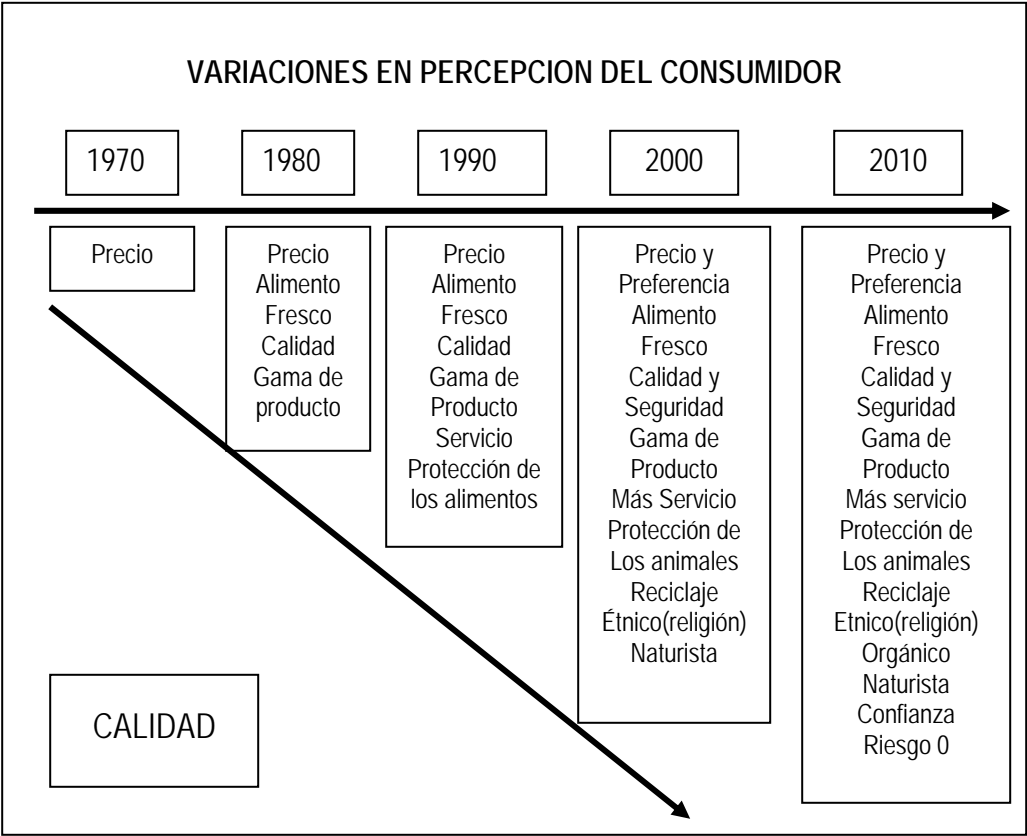 VARIACIONES EN PERCEPCION DEL CONSUMIDOR
1970
1980
1990
2000
2010
Precio
Precio
Alimento
Fresco
Calidad
Gama de
producto
Precio
Alimento
Fresco
Calidad
Gama de
Producto
Servicio
Protección de
los alimentos
Precio y
Preferencia
Alimento
Fresco
Calidad y
Seguridad
Gama de
Producto
Más Servicio
Protección de
Los animales
Reciclaje
Étnico(religión)
Naturista
Precio y
Preferencia
Alimento
Fresco
Calidad y
Seguridad
Gama de
Producto
Más servicio
Protección de
Los animales
Reciclaje
Etnico(religión)
Orgánico
Naturista
Confianza
Riesgo 0
CALIDAD